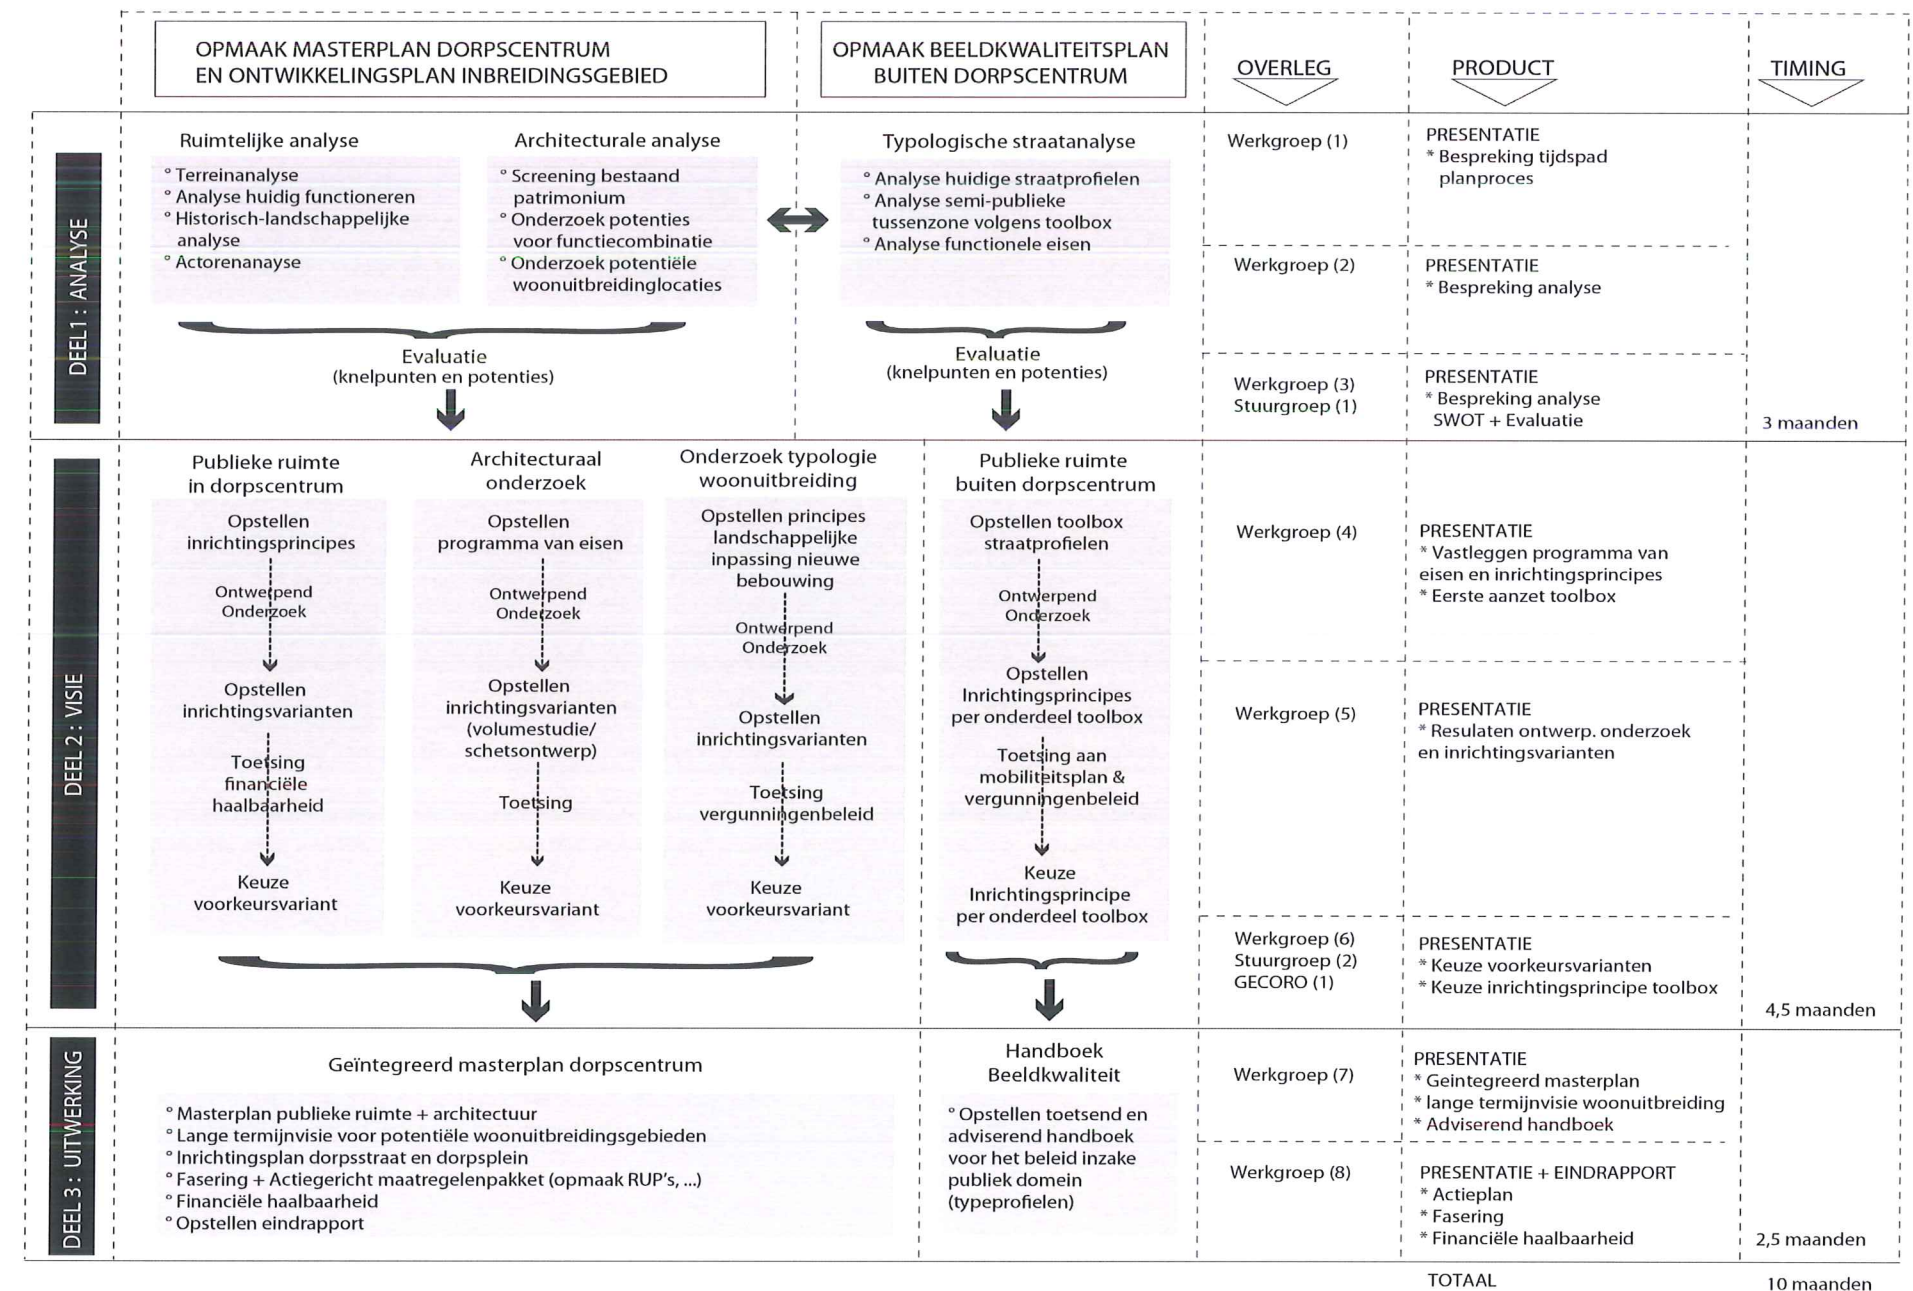 OPMAAK MASTERPLAN DORPSCENTRUM
EN ONTWIKKELINGSPLAN INBREIDINGSGEBIED
OPMAAK BEELDKWALITEITSPLAN
BUITEN DORPSCENTRUM
OVERLEG
PRODUCT
TIMING
DEEL1 : ANALYSE
Ruimtelijke analyse
° Terreinanalyse
° Analyse huidig functioneren
° Historisch-landschappelijke
analyse
° Actorenanayse
Architecturale analyse
° Screening bestaand
patrimonium
° Onderzoek potenties
voor functiecombinatie
° Onderzoek potentiële
woonuitbreidinglocaties
Evaluatie
(knelpunten en potenties)
Typologische straatanalyse
° Analyse huidige straatprofielen
° Analyse semi-publieke
tussenzone volgens toolbox
° Analyse functionele eisen
Evaluatie
(knelpunten en potenties)
Werkgroep (1)
PRESENTATIE
* Bespreking tijdspad
planproces
Werkgroep (2)
PRESENTATIE
* Bespreking analyse
Werkgroep (3)
Stuurgroep (1)
PRESENTATIE
* Bespreking analyse
SWOT + Evaluatie
3 maanden
DEEL 2 : VISIE
Publieke ruimte
in dorpscentrum
Opstellen
inrichtingsprincipes
Ontwerpend
Onderzoek
Opstellen
inrichtingsvarianten
Toetsing
financiële
haalbaarheid
Keuze
voorkeursvariant
Architecturaal
onderzoek
Opstellen
programma van eisen
Ontwerpend
Onderzoek
Opstellen
inrichtingsvarianten
(volumestudie/
schetsontwerp)
Toetsing
Keuze
voorkeursvariant
Onderzoek typologie
woonuitbreiding
Opstellen principes
landschappelijke
inpassing nieuwe
bebouwing
Ontwerpend
Onderzoek
Opstellen
inrichtingsvarianten
Toetsing
vergunningenbeleid
Keuze
voorkeursvariant
Publieke ruimte
buiten dorpscentrum
Opstellen toolbox
straatprofielen
Ontwerpend
Onderzoek
Opstellen
Inrichtingsprincipes
per onderdeel toolbox
Toetsing aan
mobiliteitsplan &
vergunningenbeleid
Keuze
Inrichtingsprincipe
per onderdeel toolbox
Werkgroep (4)
PRESENTATIE
* Vastleggen programma van
eisen en inrichtingsprincipes
* Eerste aanzet toolbox
Werkgroep (5)
PRESENTATIE
* Resulaten ontwerp. onderzoek
en inrichtingsvarianten
Werkgroep (6)
Stuurgroep (2)
GECORO (1)
PRESENTATIE
* Keuze voorkeursvarianten
* Keuze inrichtingsprincipe toolbox
4,5 maanden
DEEL 3 : UITWERKING
Geïntegreerd masterplan dorpscentrum
° Masterplan publieke ruimte + architectuur
° Lange termijnvisie voor potentiële woonuitbreidingsgebieden
° Inrichtingsplan dorpsstraat en dorpsplein
° Fasering + Actiegericht maatregelenpakket (opmaak RUP's, ...)
° Financiële haalbaarheid
° Opstellen eindrapport
Handboek
Beeldkwaliteit
° Opstellen toetsend en
adviserend handboek
voor het beleid inzake
publiek domein
(typeprofielen)
Werkgroep (7)
PRESENTATIE
* Geintegreerd masterplan
* lange termijnvisie woonuitbreiding
* Adviserend handboek
Werkgroep (8)
PRESENTATIE + EINDRAPPORT
* Actieplan
* Fasering
* Financiële haalbaarheid
2,5 maanden
TOTAAL
10 maanden